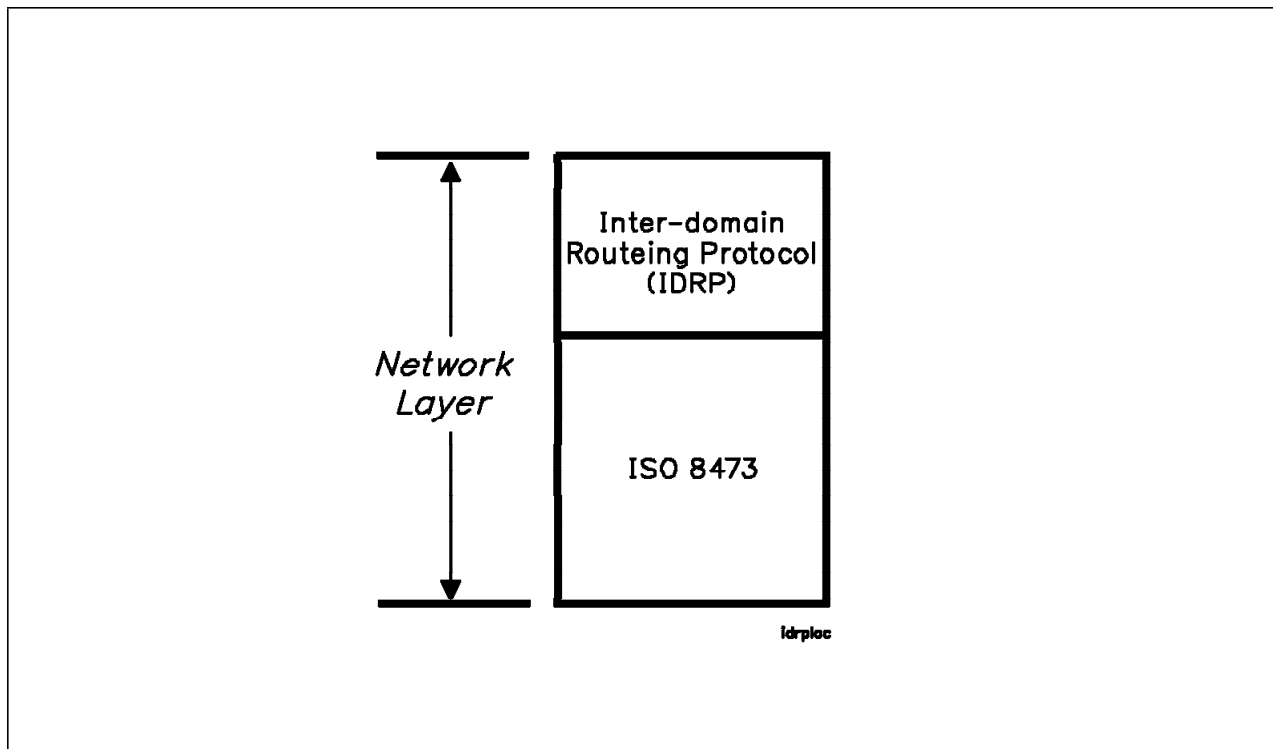 Inter-domain
Routeing Protocol
(IDRP)
Network
Layer
ISO 8473
idrploc